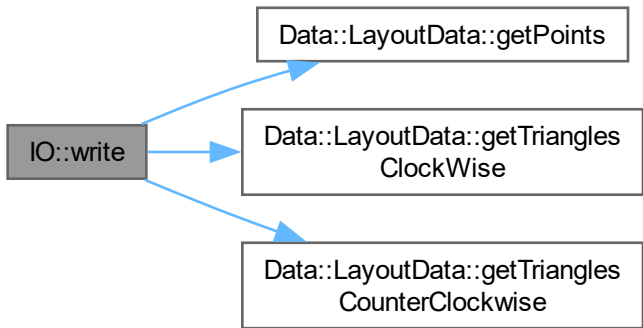 Data::LayoutData::getPoints
IO::write
Data::LayoutData::getTriangles
ClockWise
Data::LayoutData::getTriangles
CounterClockwise